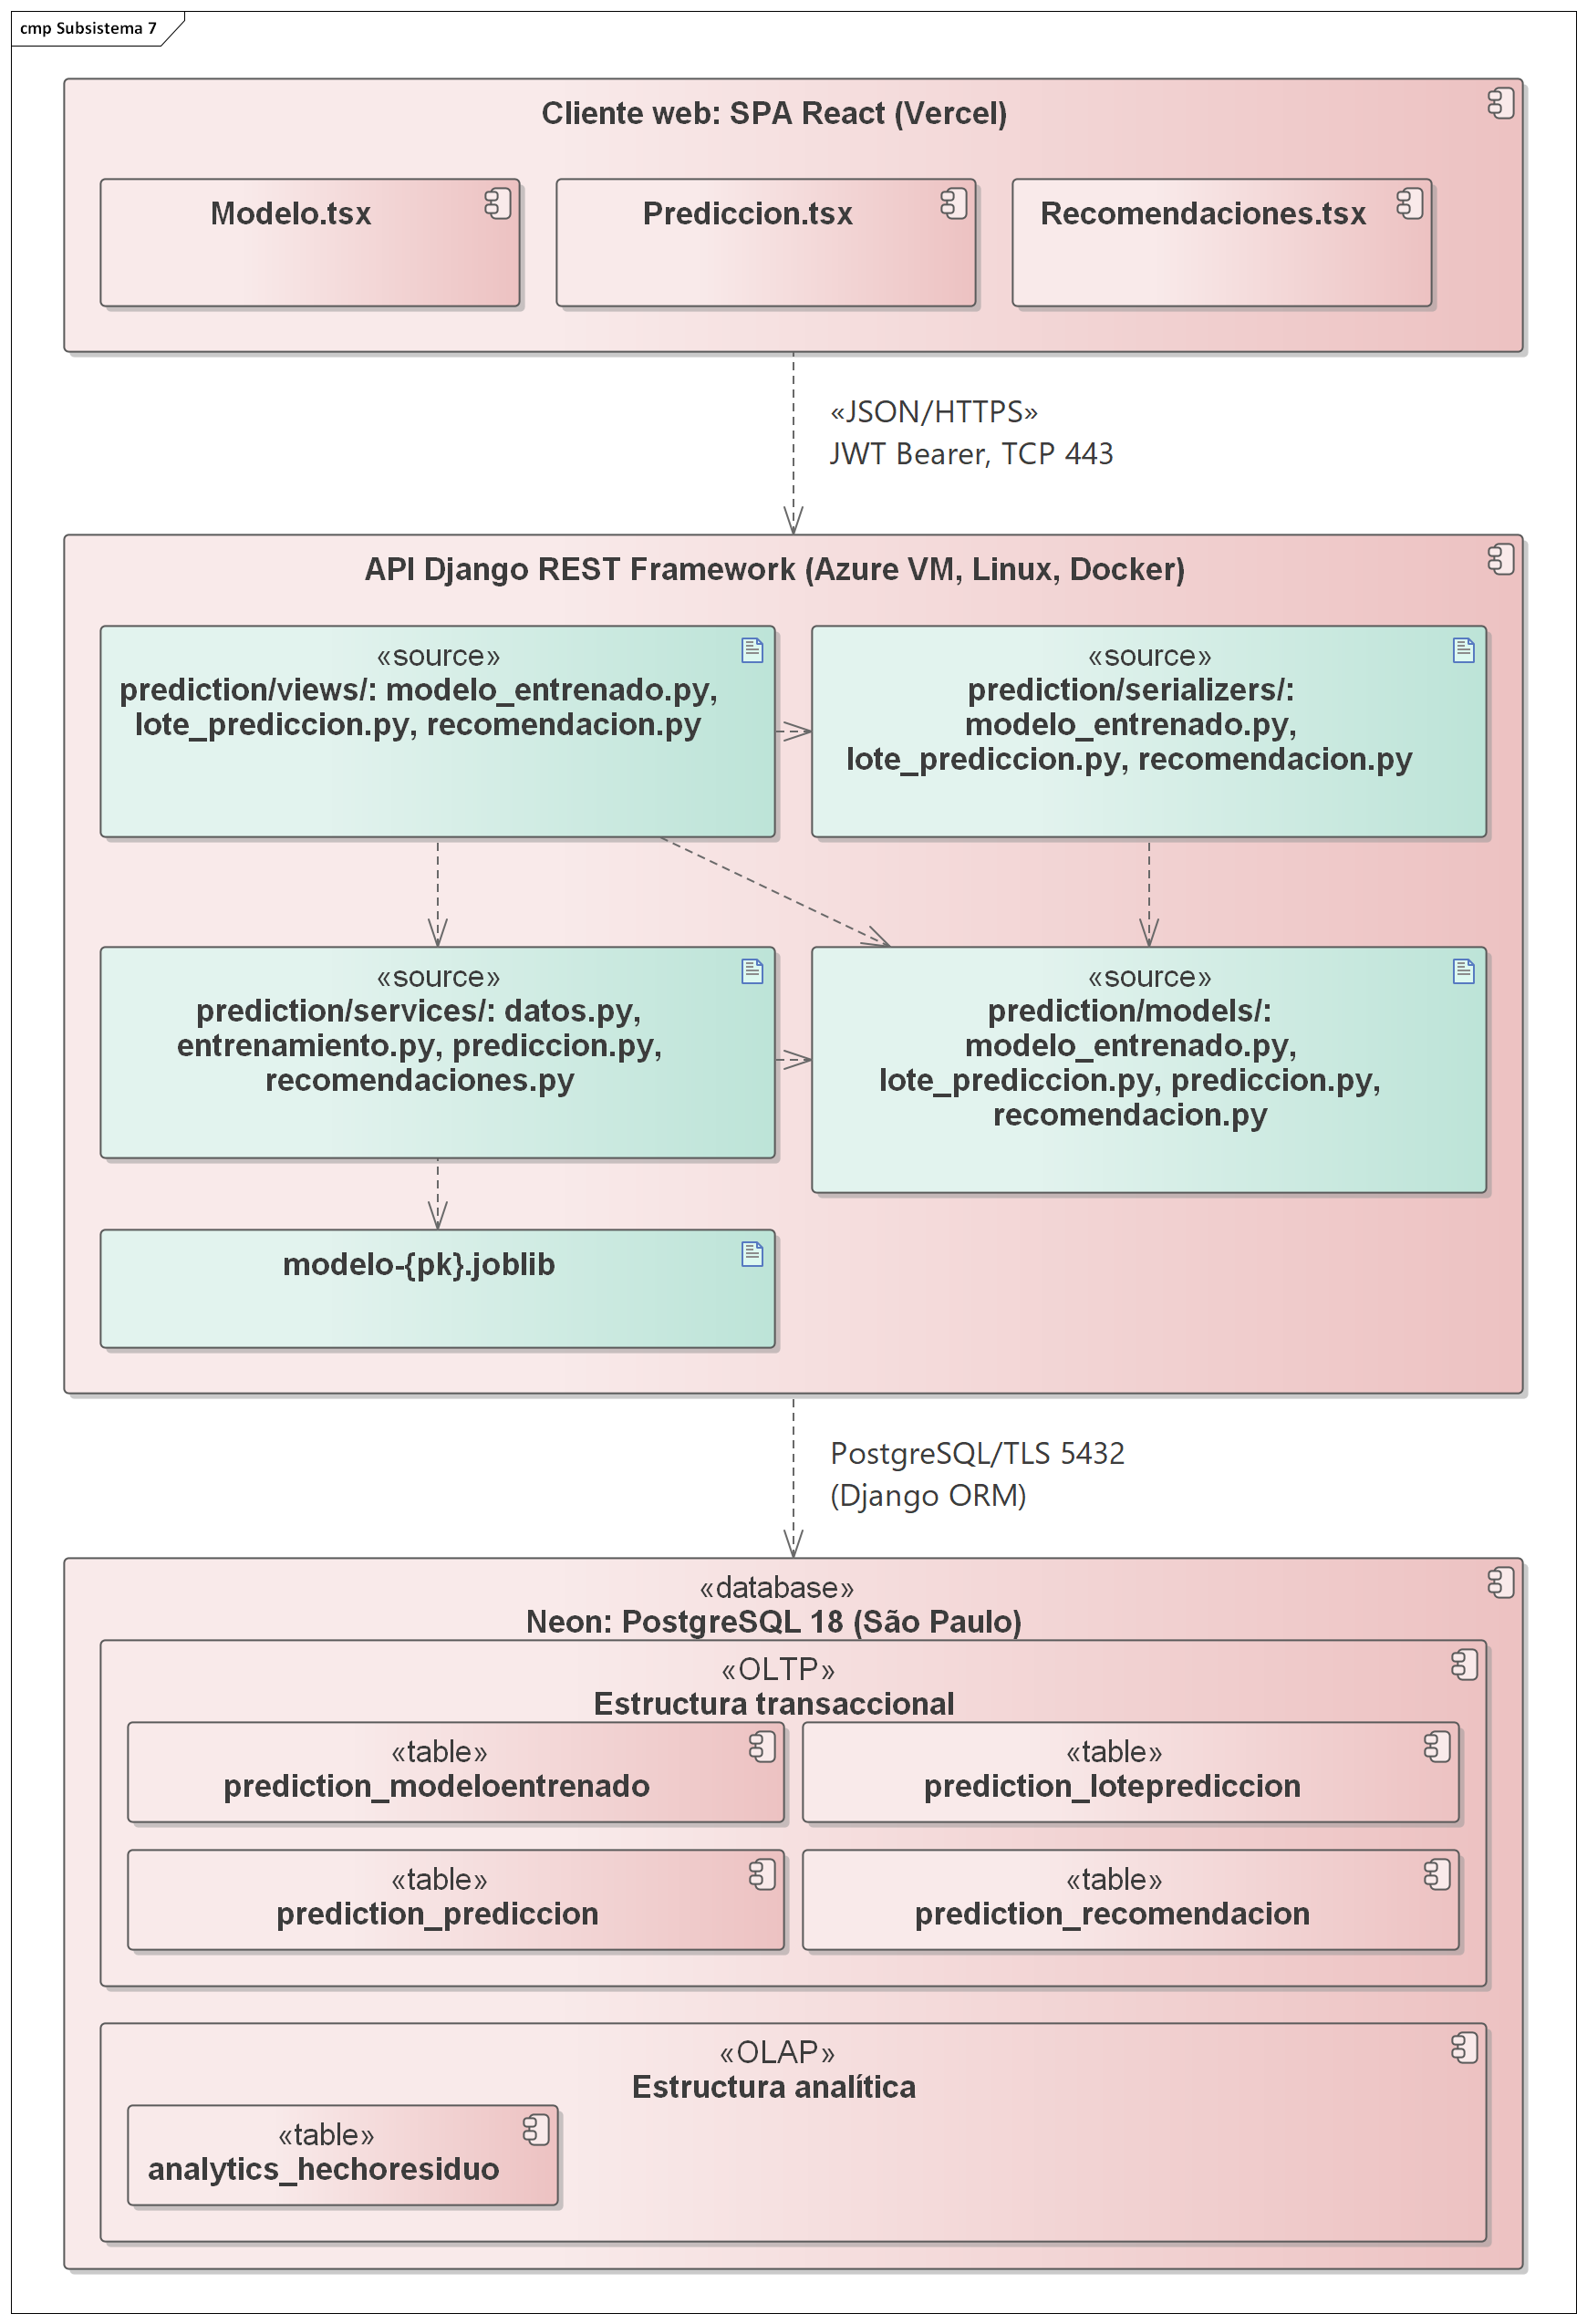 cmp Subsistema 7
Cliente web: SPA React (Vercel)
Modelo.tsx
Prediccion.tsx
Recomendaciones.tsx
«JSON/HTTPS»
JWT Bearer, TCP 443
API Django REST Framework (Azure VM, Linux, Docker)
«source»
prediction/views/: modelo_entrenado.py,
lote_prediccion.py, recomendacion.py
«source»
prediction/serializers/:
modelo_entrenado.py,
lote_prediccion.py, recomendacion.py
«source»
prediction/services/: datos.py,
entrenamiento.py, prediccion.py,
recomendaciones.py
«source»
prediction/models/:
modelo_entrenado.py,
lote_prediccion.py, prediccion.py,
recomendacion.py
modelo-{pk}.joblib
PostgreSQL/TLS 5432
(Django ORM)
«database»
Neon: PostgreSQL 18 (São Paulo)
«OLTP»
Estructura transaccional
«table»
prediction_modeloentrenado
«table»
prediction_loteprediccion
«table»
prediction_prediccion
«table»
prediction_recomendacion
«OLAP»
Estructura analítica
«table»
analytics_hechoresiduo